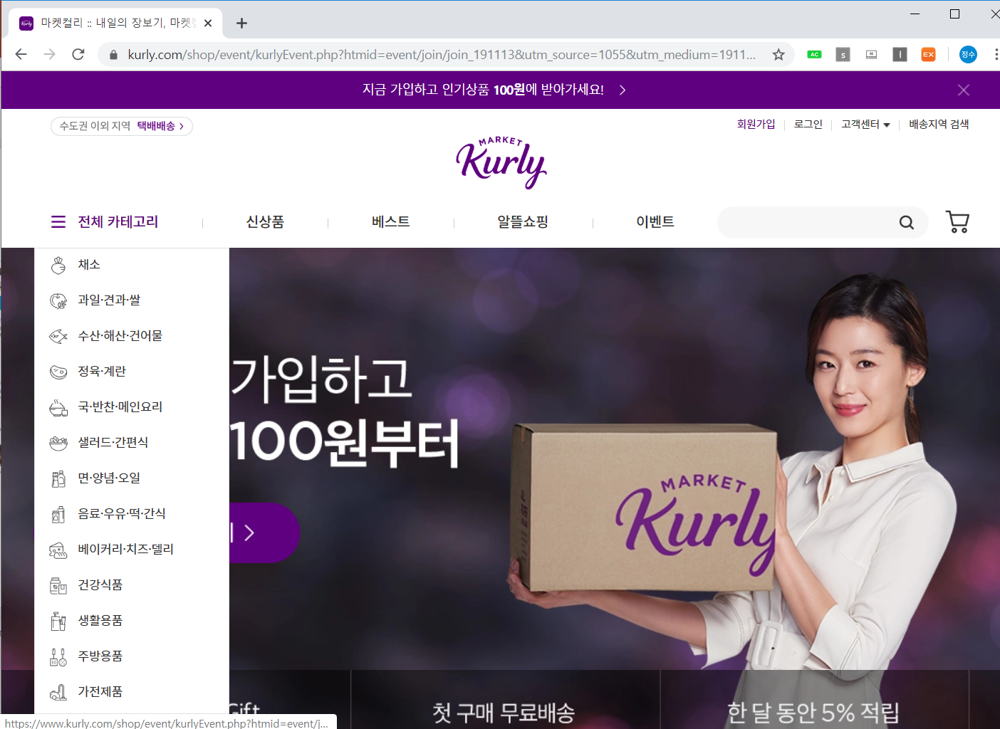 마켓컬리 :: 내일의 장보기, 마켓
kurly.com/shop/event/kurlyEvent.php?htmid=event/join/join_191113&utm_source=1055&utm_medium=1911...
AC
s
N
I
EX
정수
지금 가입하고 인기상품 100원에 받아가세요!
수도권 이외 지역 택배배송
회원가입
로그인
고객센터
배송지역 검색
MARKET
Kurly
전체 카테고리
신상품
베스트
알뜰쇼핑
이벤트
채소
과일·견과·쌀
수산·해산·건어물
정육·계란
국·반찬·메인요리
샐러드·간편식
면·양념·오일
음료·우유·떡·간식
베이커리·치즈·델리
건강식품
생활용품
주방용품
가전제품
가입하고
100원부터
MARKET
Kurly
Gift
첫 구매 무료배송
한 달 동안 5% 적립
https://www.kurly.com/shop/event/kurlyEvent.php?htmid=event/j...